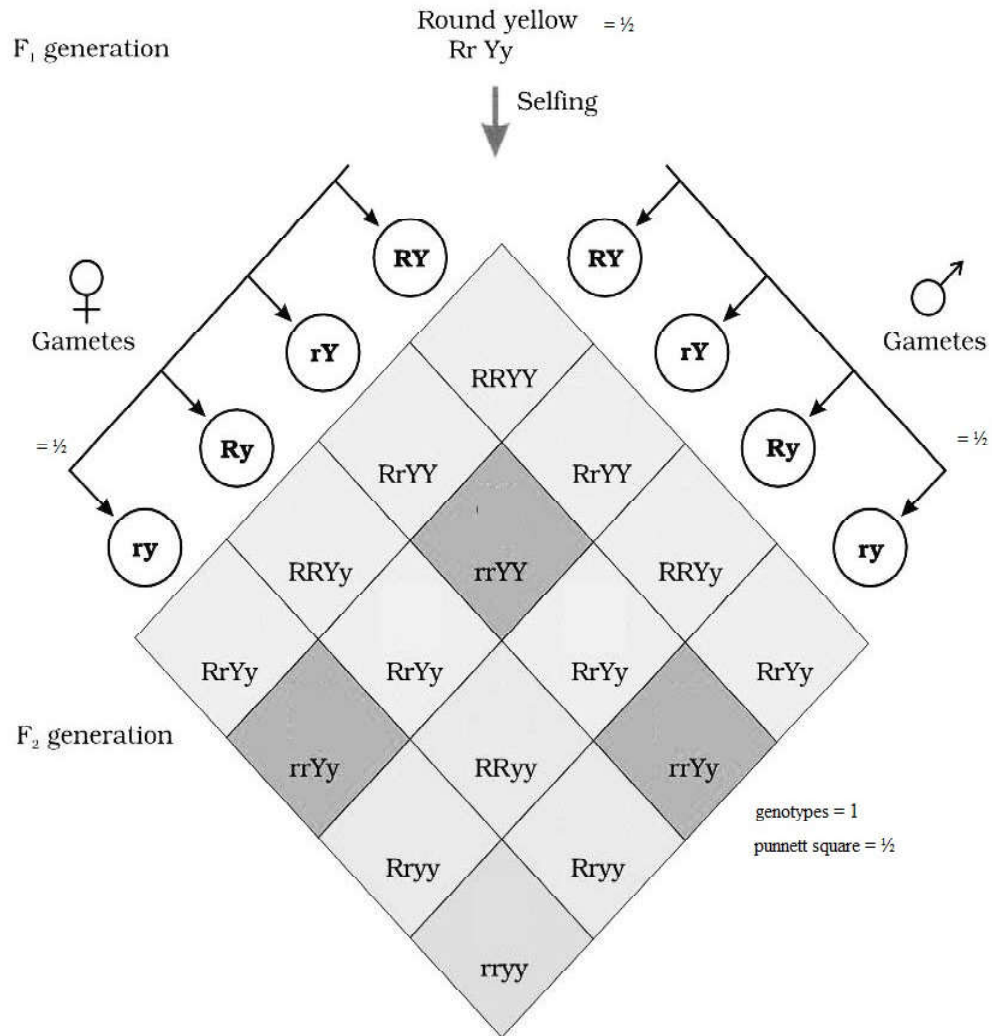 Round yellow = ½
F₁ generation
Rr Yy
Selfing
RY RY
Gametes Gametes
rY rY
RRYY
= ½ Ry Ry = ½
RrYY RrYY
ry ry
RRYy rrYY RRYy
RrYy RrYy RrYy RrYy
F₂ generation
rrYy RRyy rrYy
genotypes = 1
punnett square = ½
Rryy Rryy
rryy